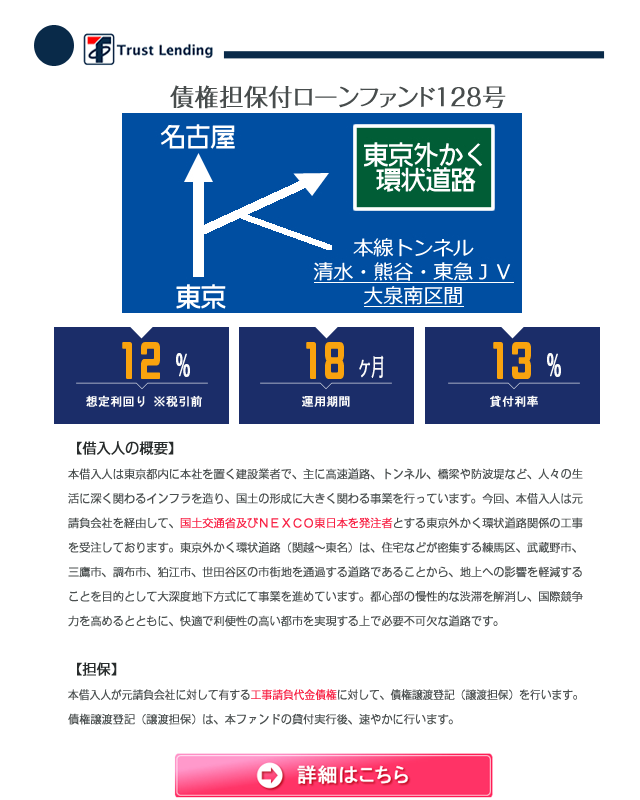 Trust Lending
債権担保付ローンファンド128号
名古屋
東京外かく
環状道路
本線トンネル
清水・熊谷・東急ＪＶ
大泉南区間
東京
12 %
想定利回り ※税引前
18 ヶ月
運用期間
13 %
貸付利率
【借入人の概要】
本借入人は東京都内に本社を置く建設業者で、主に高速道路、トンネル、橋梁や防波堤など、人々の生
活に深く関わるインフラを造り、国土の形成に大きく関わる事業を行っています。今回、本借入人は元
請負会社を経由して、国土交通省及びＮＥＸＣＯ東日本を発注者とする東京外かく環状道路関係の工事
を受注しております。東京外かく環状道路（関越～東名）は、住宅などが密集する練馬区、武蔵野市、
三鷹市、調布市、狛江市、世田谷区の市街地を通過する道路であることから、地上への影響を軽減する
ことを目的として大深度地下方式にて事業を進めています。都心部の慢性的な渋滞を解消し、国際競争
力を高めるとともに、快適で利便性の高い都市を実現する上で必要不可欠な道路です。
【担保】
本借入人が元請負会社に対して有する工事請負代金債権に対して、債権譲渡登記（譲渡担保）を行います。
債権譲渡登記（譲渡担保）は、本ファンドの貸付実行後、速やかに行います。
詳細はこちら